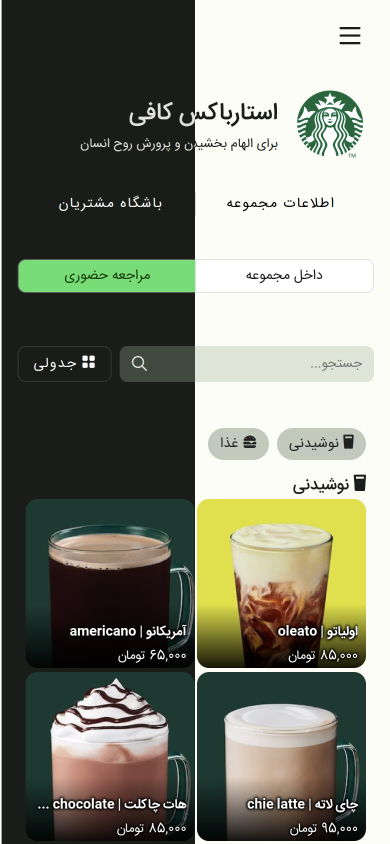 استارباکس کافی
برای الهام بخشیدن و پرورش روح انسان
TM
اطلاعات مجموعه
باشگاه مشتریان
داخل مجموعه
مراجعه حضوری
جستجو...
جدولی
نوشیدنی
غذا
نوشیدنی
اولیاتو | oleato
۸۵,۰۰۰ تومان
آمریکانو | americano
۶۵,۰۰۰ تومان
چای لاته | chie latte
۹۵,۰۰۰ تومان
هات چاکلت | chocolate ...
۸۵,۰۰۰ تومان